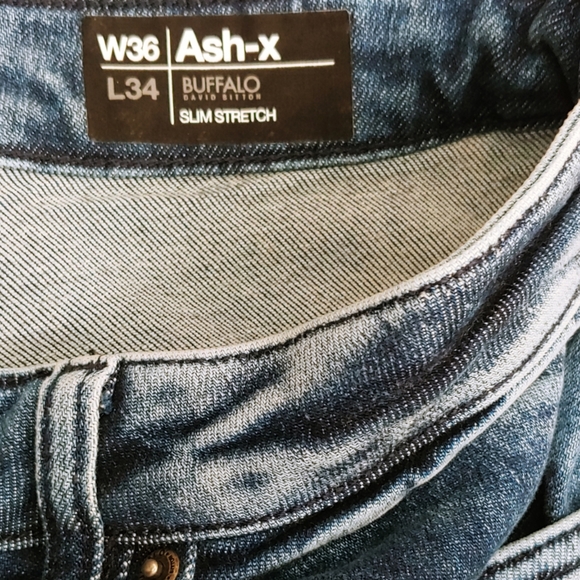 W36 Ash-x
L34 BUFFALO
DAVID BITTON
SLIM STRETCH